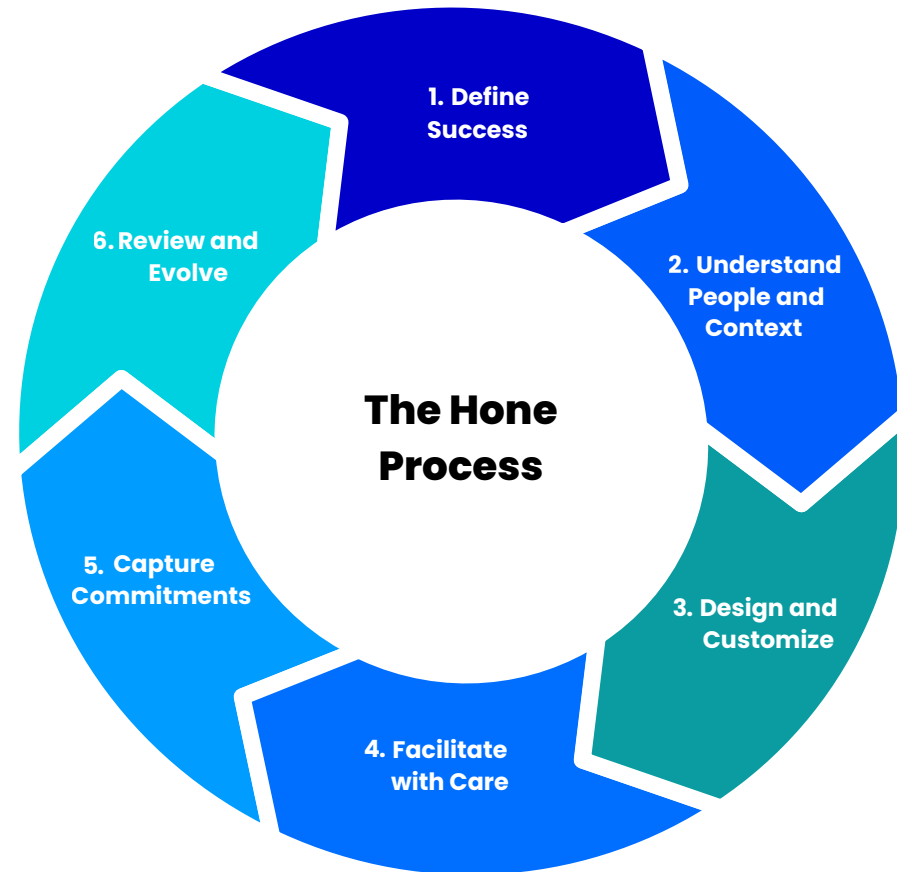 1. Define
Success
2. Understand
People and
Context
3. Design and
Customize
4. Facilitate
with Care
5. Capture
Commitments
6. Review and
Evolve
The Hone
Process